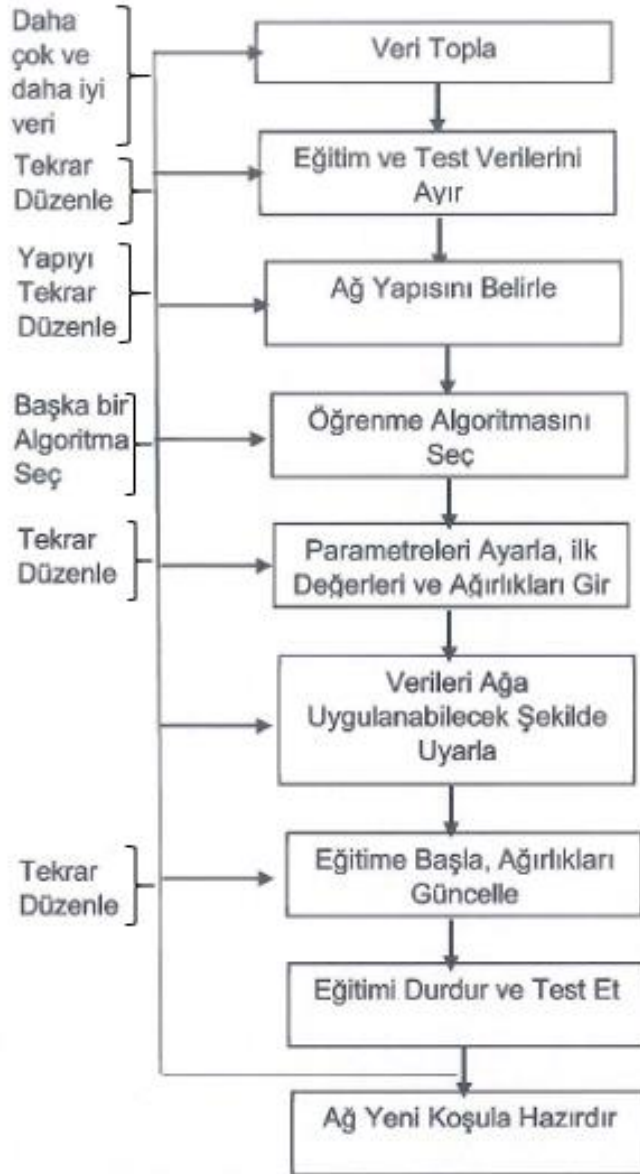 Daha
çok ve
daha iyi
veri
Veri Topla
Tekrar
Düzenle
Eğitim ve Test Verilerini
Ayır
Yapıyı
Tekrar
Düzenle
Ağ Yapısını Belirle
Başka bir
Algoritma
Seç
Öğrenme Algoritmasını
Seç
Tekrar
Düzenle
Parametreleri Ayarla, ilk
Değerleri ve Ağırlıkları Gir
Verileri Ağa
Uygulanabilecek Şekilde
Uyarla
Tekrar
Düzenle
Eğitime Başla, Ağırlıkları
Güncelle
Eğitimi Durdur ve Test Et
Ağ Yeni Koşula Hazırdır